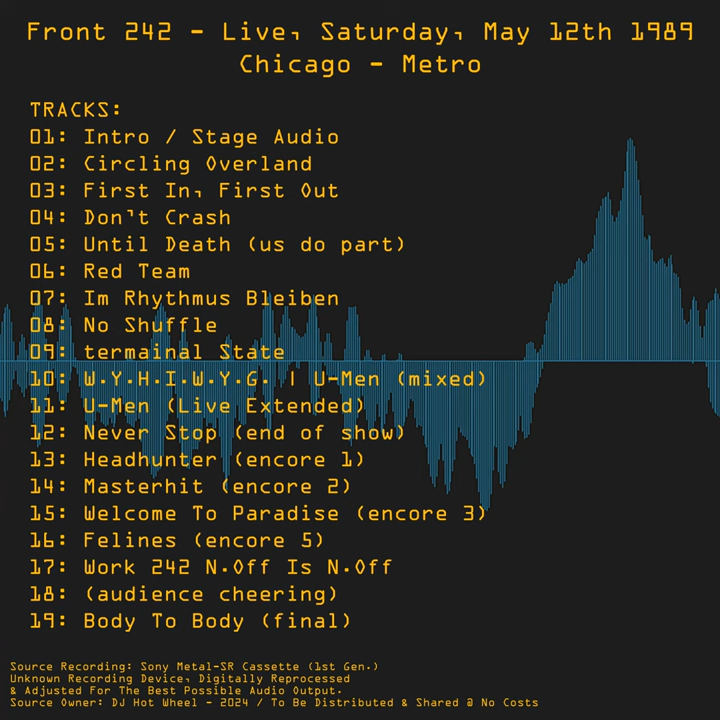 Front 242 - Live, Saturday, May 12th 1989
Chicago - Metro
TRACKS:
01: Intro / Stage Audio
02: Circling Overland
03: First In, First Out
04: Don't Crash
05: Until Death (us do part)
06: Red Team
07: Im Rhythmus Bleiben
08: No Shuffle
09: termainal State
10: W.Y.H.I.W.Y.G. | U-Men (mixed)
11: U-Men (Live Extended)
12: Never Stop (end of show)
13: Headhunter (encore 1)
14: Masterhit (encore 2)
15: Welcome To Paradise (encore 3)
16: Felines (encore 5)
17: Work 242 N.Off Is N.Off
18: (audience cheering)
19: Body To Body (final)
Source Recording: Sony Metal-SR Cassette (1st Gen.)
Unknown Recording Device, Digitally Reprocessed
& Adjusted For The Best Possible Audio Output.
Source Owner: DJ Hot Wheel - 2024 / To Be Distributed & Shared @ No Costs